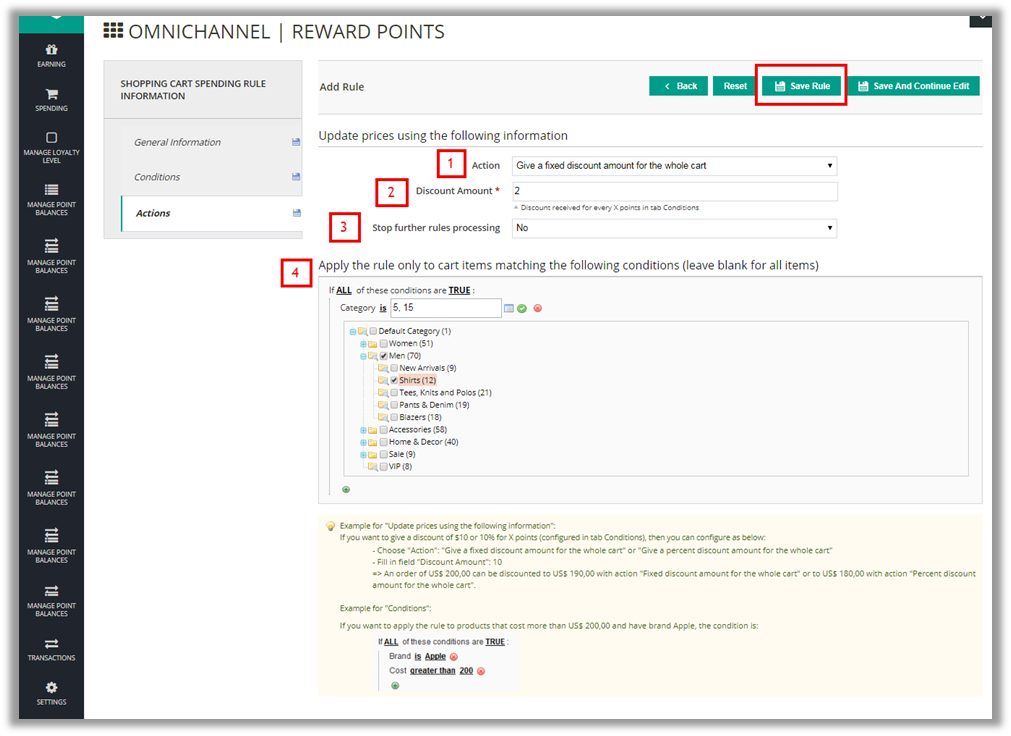 OMNICHANNEL | REWARD POINTS
EARNING
SPENDING
MANAGE LOYALTY
LEVEL
MANAGE POINT
BALANCES
MANAGE POINT
BALANCES
MANAGE POINT
BALANCES
MANAGE POINT
BALANCES
MANAGE POINT
BALANCES
MANAGE POINT
BALANCES
MANAGE POINT
BALANCES
MANAGE POINT
BALANCES
TRANSACTIONS
SETTINGS
SHOPPING CART SPENDING RULE
INFORMATION
General Information
Conditions
Actions
Add Rule
Back
Reset
Save Rule
Save And Continue Edit
Update prices using the following information
1 Action Give a fixed discount amount for the whole cart
2 Discount Amount * 2
^ Discount received for every X points in tab Conditions
3 Stop further rules processing No
4 Apply the rule only to cart items matching the following conditions (leave blank for all items)
If ALL of these conditions are TRUE :
Category is 5, 15
Default Category (1)
Women (51)
Men (70)
New Arrivals (9)
Shirts (12)
Tees, Knits and Polos (21)
Pants & Denim (19)
Blazers (18)
Accessories (58)
Home & Decor (40)
Sale (9)
VIP (8)
Example for "Update prices using the following information":
If you want to give a discount of $10 or 10% for X points (configured in tab Conditions), then you can configure as below:
- Choose "Action": "Give a fixed discount amount for the whole cart" or "Give a percent discount amount for the whole cart"
- Fill in field "Discount Amount": 10
=> An order of US$ 200,00 can be discounted to US$ 190,00 with action "Fixed discount amount for the whole cart" or to US$ 180,00 with action "Percent discount
amount for the whole cart".
Example for "Conditions":
If you want to apply the rule to products that cost more than US$ 200,00 and have brand Apple, the condition is:
If ALL of these conditions are TRUE :
Brand is Apple
Cost greater than 200